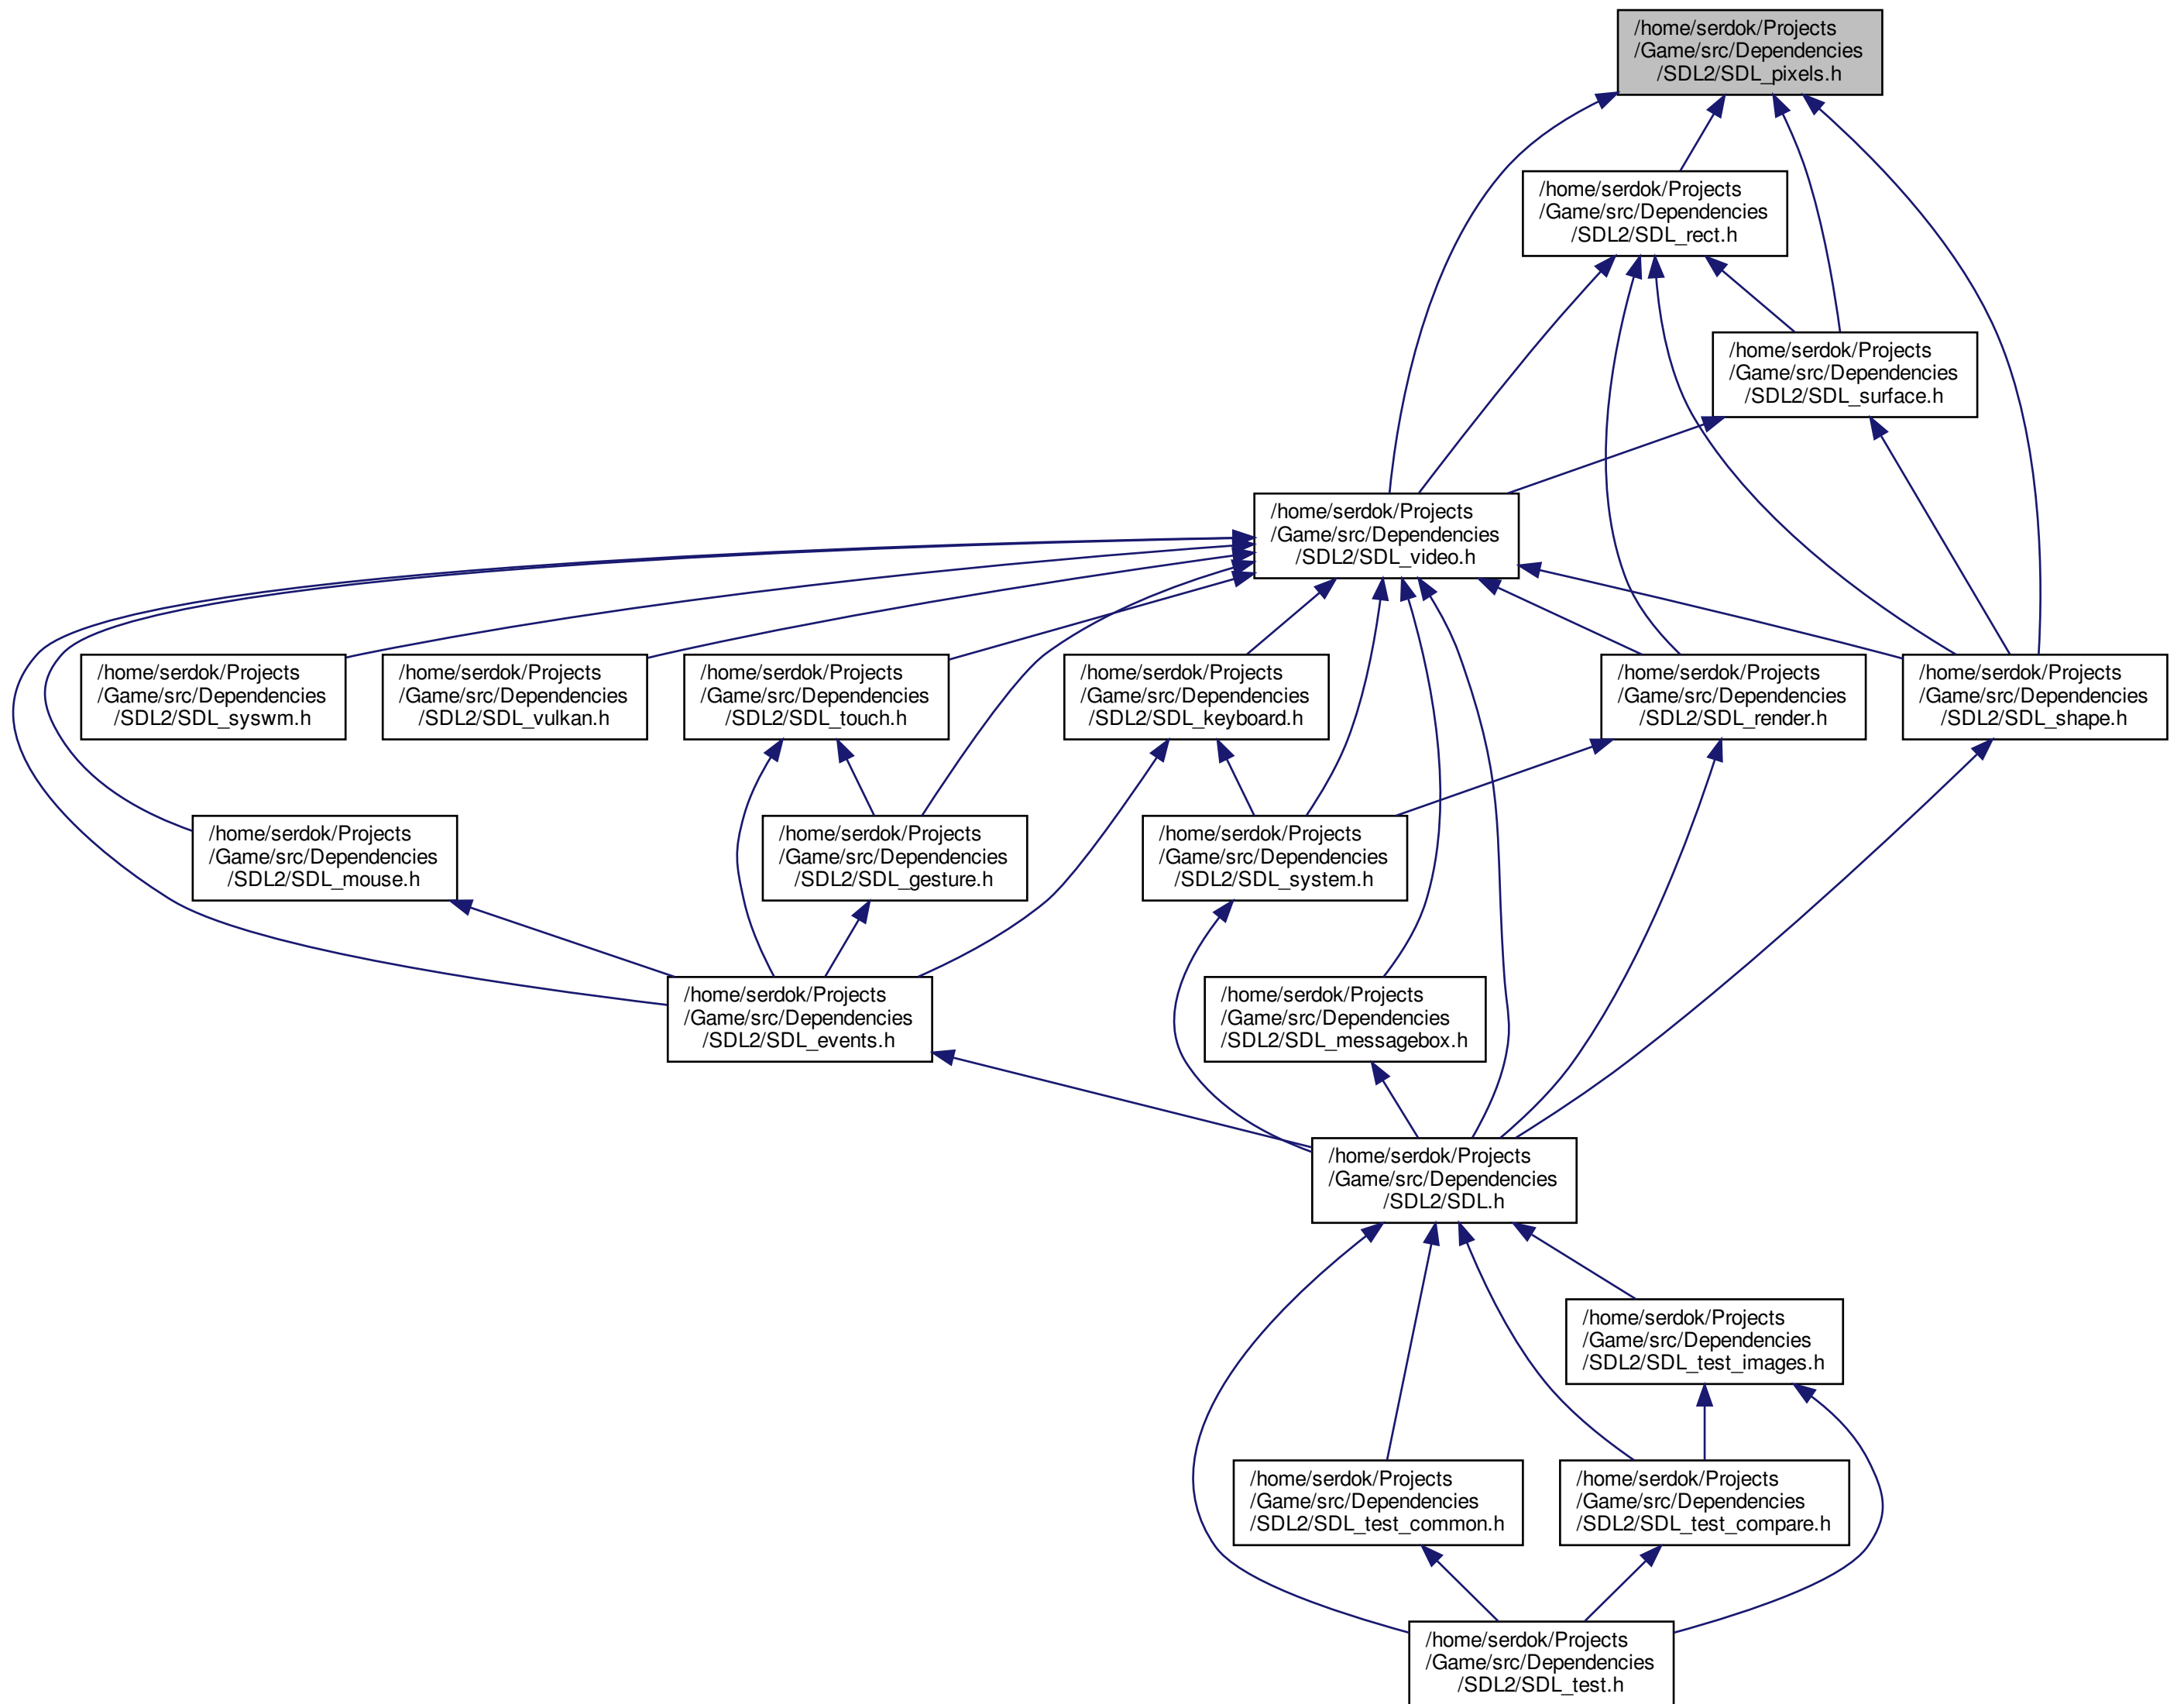 /home/serdok/Projects
/Game/src/Dependencies
/SDL2/SDL_pixels.h
/home/serdok/Projects
/Game/src/Dependencies
/SDL2/SDL_rect.h
/home/serdok/Projects
/Game/src/Dependencies
/SDL2/SDL_surface.h
/home/serdok/Projects
/Game/src/Dependencies
/SDL2/SDL_video.h
/home/serdok/Projects
/Game/src/Dependencies
/SDL2/SDL_syswm.h
/home/serdok/Projects
/Game/src/Dependencies
/SDL2/SDL_vulkan.h
/home/serdok/Projects
/Game/src/Dependencies
/SDL2/SDL_touch.h
/home/serdok/Projects
/Game/src/Dependencies
/SDL2/SDL_keyboard.h
/home/serdok/Projects
/Game/src/Dependencies
/SDL2/SDL_render.h
/home/serdok/Projects
/Game/src/Dependencies
/SDL2/SDL_shape.h
/home/serdok/Projects
/Game/src/Dependencies
/SDL2/SDL_mouse.h
/home/serdok/Projects
/Game/src/Dependencies
/SDL2/SDL_gesture.h
/home/serdok/Projects
/Game/src/Dependencies
/SDL2/SDL_system.h
/home/serdok/Projects
/Game/src/Dependencies
/SDL2/SDL_events.h
/home/serdok/Projects
/Game/src/Dependencies
/SDL2/SDL_messagebox.h
/home/serdok/Projects
/Game/src/Dependencies
/SDL2/SDL.h
/home/serdok/Projects
/Game/src/Dependencies
/SDL2/SDL_test_images.h
/home/serdok/Projects
/Game/src/Dependencies
/SDL2/SDL_test_common.h
/home/serdok/Projects
/Game/src/Dependencies
/SDL2/SDL_test_compare.h
/home/serdok/Projects
/Game/src/Dependencies
/SDL2/SDL_test.h